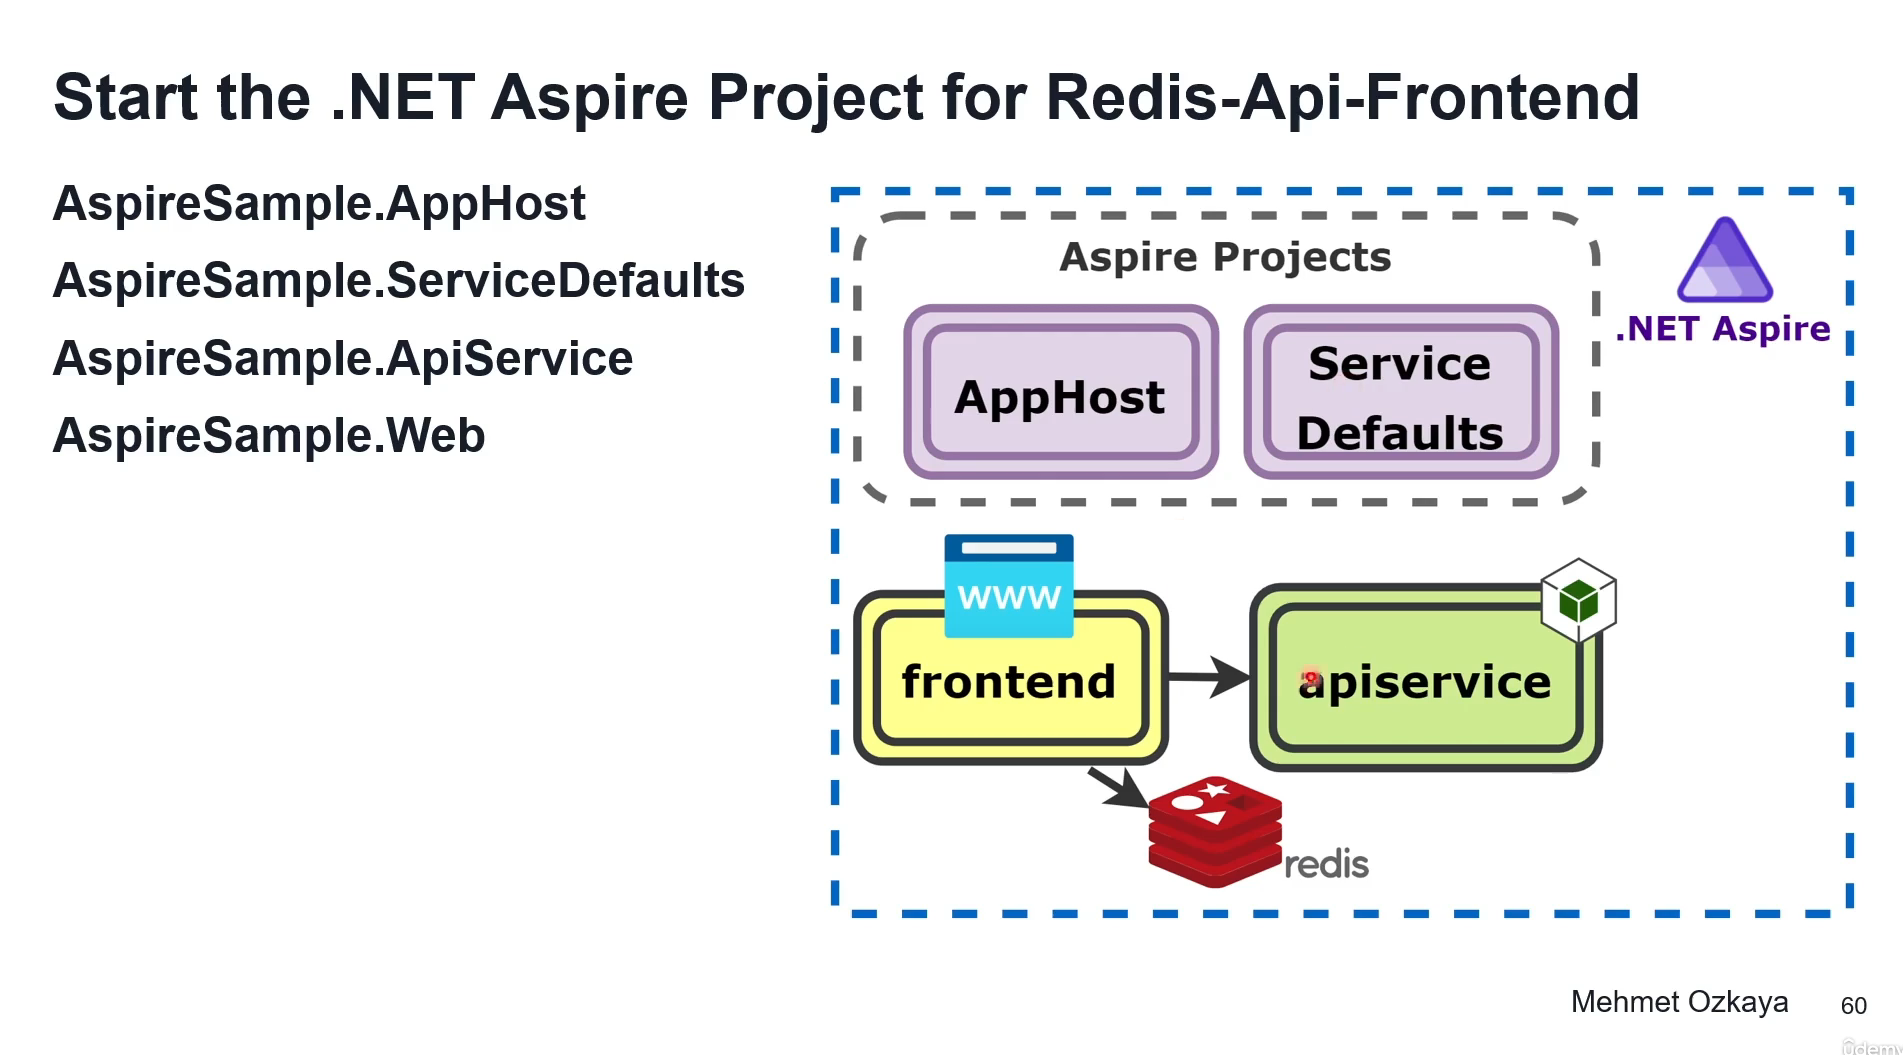 Start the .NET Aspire Project for Redis-Api-Frontend
AspireSample.AppHost
AspireSample.ServiceDefaults
AspireSample.ApiService
AspireSample.Web
Aspire Projects
AppHost
Service
Defaults
.NET Aspire
www
frontend
apiservice
redis
Mehmet Ozkaya
60
udemy